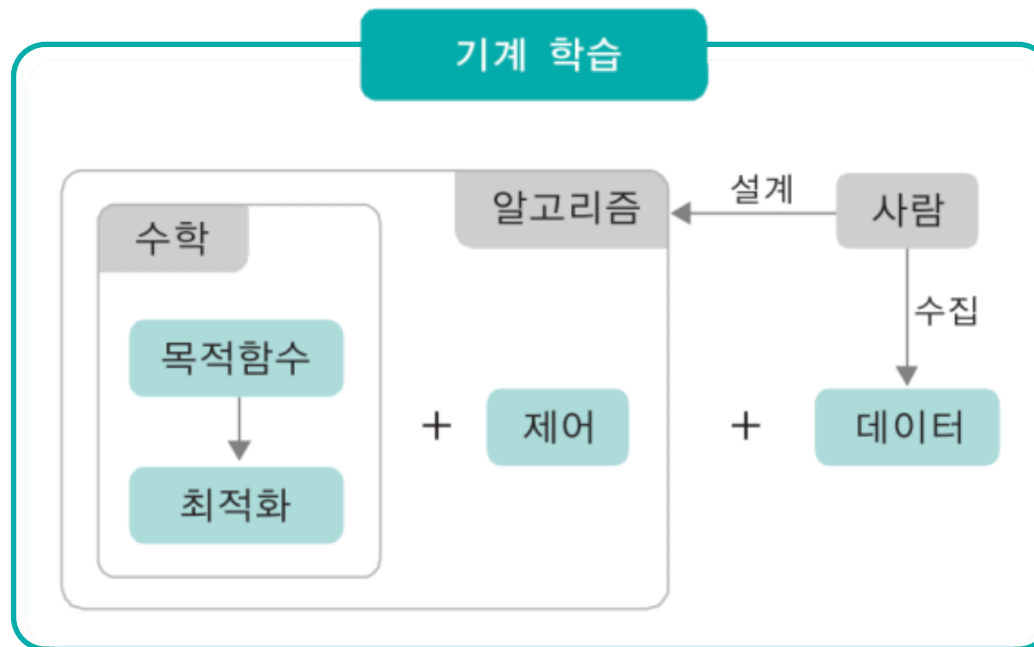 기계 학습
알고리즘
설계
사람
수학
수집
목적함수
+
제어
+
데이터
최적화